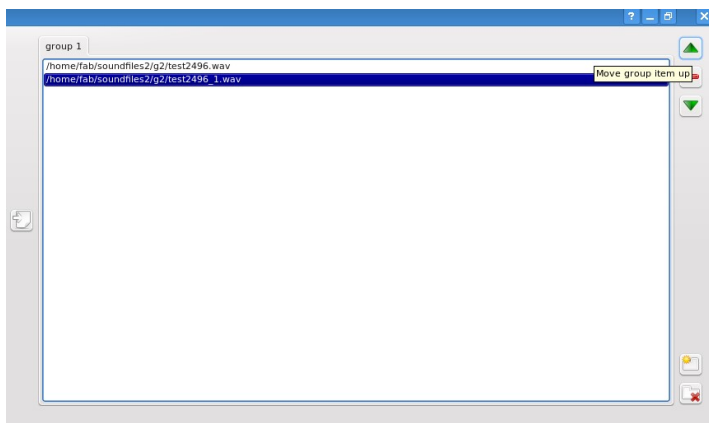 group 1
/home/fab/soundfiles2/g2/test2496.wav
/home/fab/soundfiles2/g2/test2496_1.wav
Move group item up